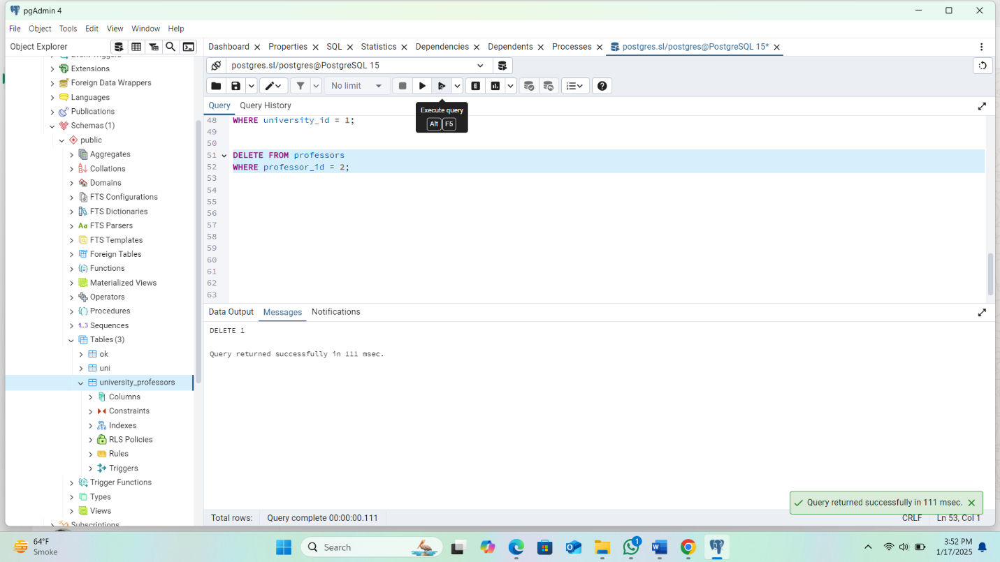 pgAdmin 4
File Object Tools Edit View Window Help
Object Explorer
Dashboard Properties SQL Statistics Dependencies Dependents Processes postgres.sl/postgres@PostgreSQL 15*
postgres.sl/postgres@PostgreSQL 15
No limit
E
Query Query History
Execute query
Alt F5
48 WHERE university_id = 1;
49
50
51 DELETE FROM professors
52 WHERE professor_id = 2;
53
54
55
56
57
58
59
60
61
62
63
Extensions
Foreign Data Wrappers
Languages
Publications
Schemas (1)
public
Aggregates
Collations
Domains
FTS Configurations
FTS Dictionaries
Aa FTS Parsers
FTS Templates
Foreign Tables
Functions
Materialized Views
Operators
Procedures
1..3 Sequences
Tables (3)
ok
uni
university_professors
Columns
Constraints
Indexes
RLS Policies
Rules
Triggers
Trigger Functions
Types
Views
Subscriptions
Data Output Messages Notifications
DELETE 1
Query returned successfully in 111 msec.
Query returned successfully in 111 msec.
Total rows: Query complete 00:00:00.111 CRLF Ln 53, Col 1
64°F
Smoke
Search
1
3:52 PM
1/17/2025